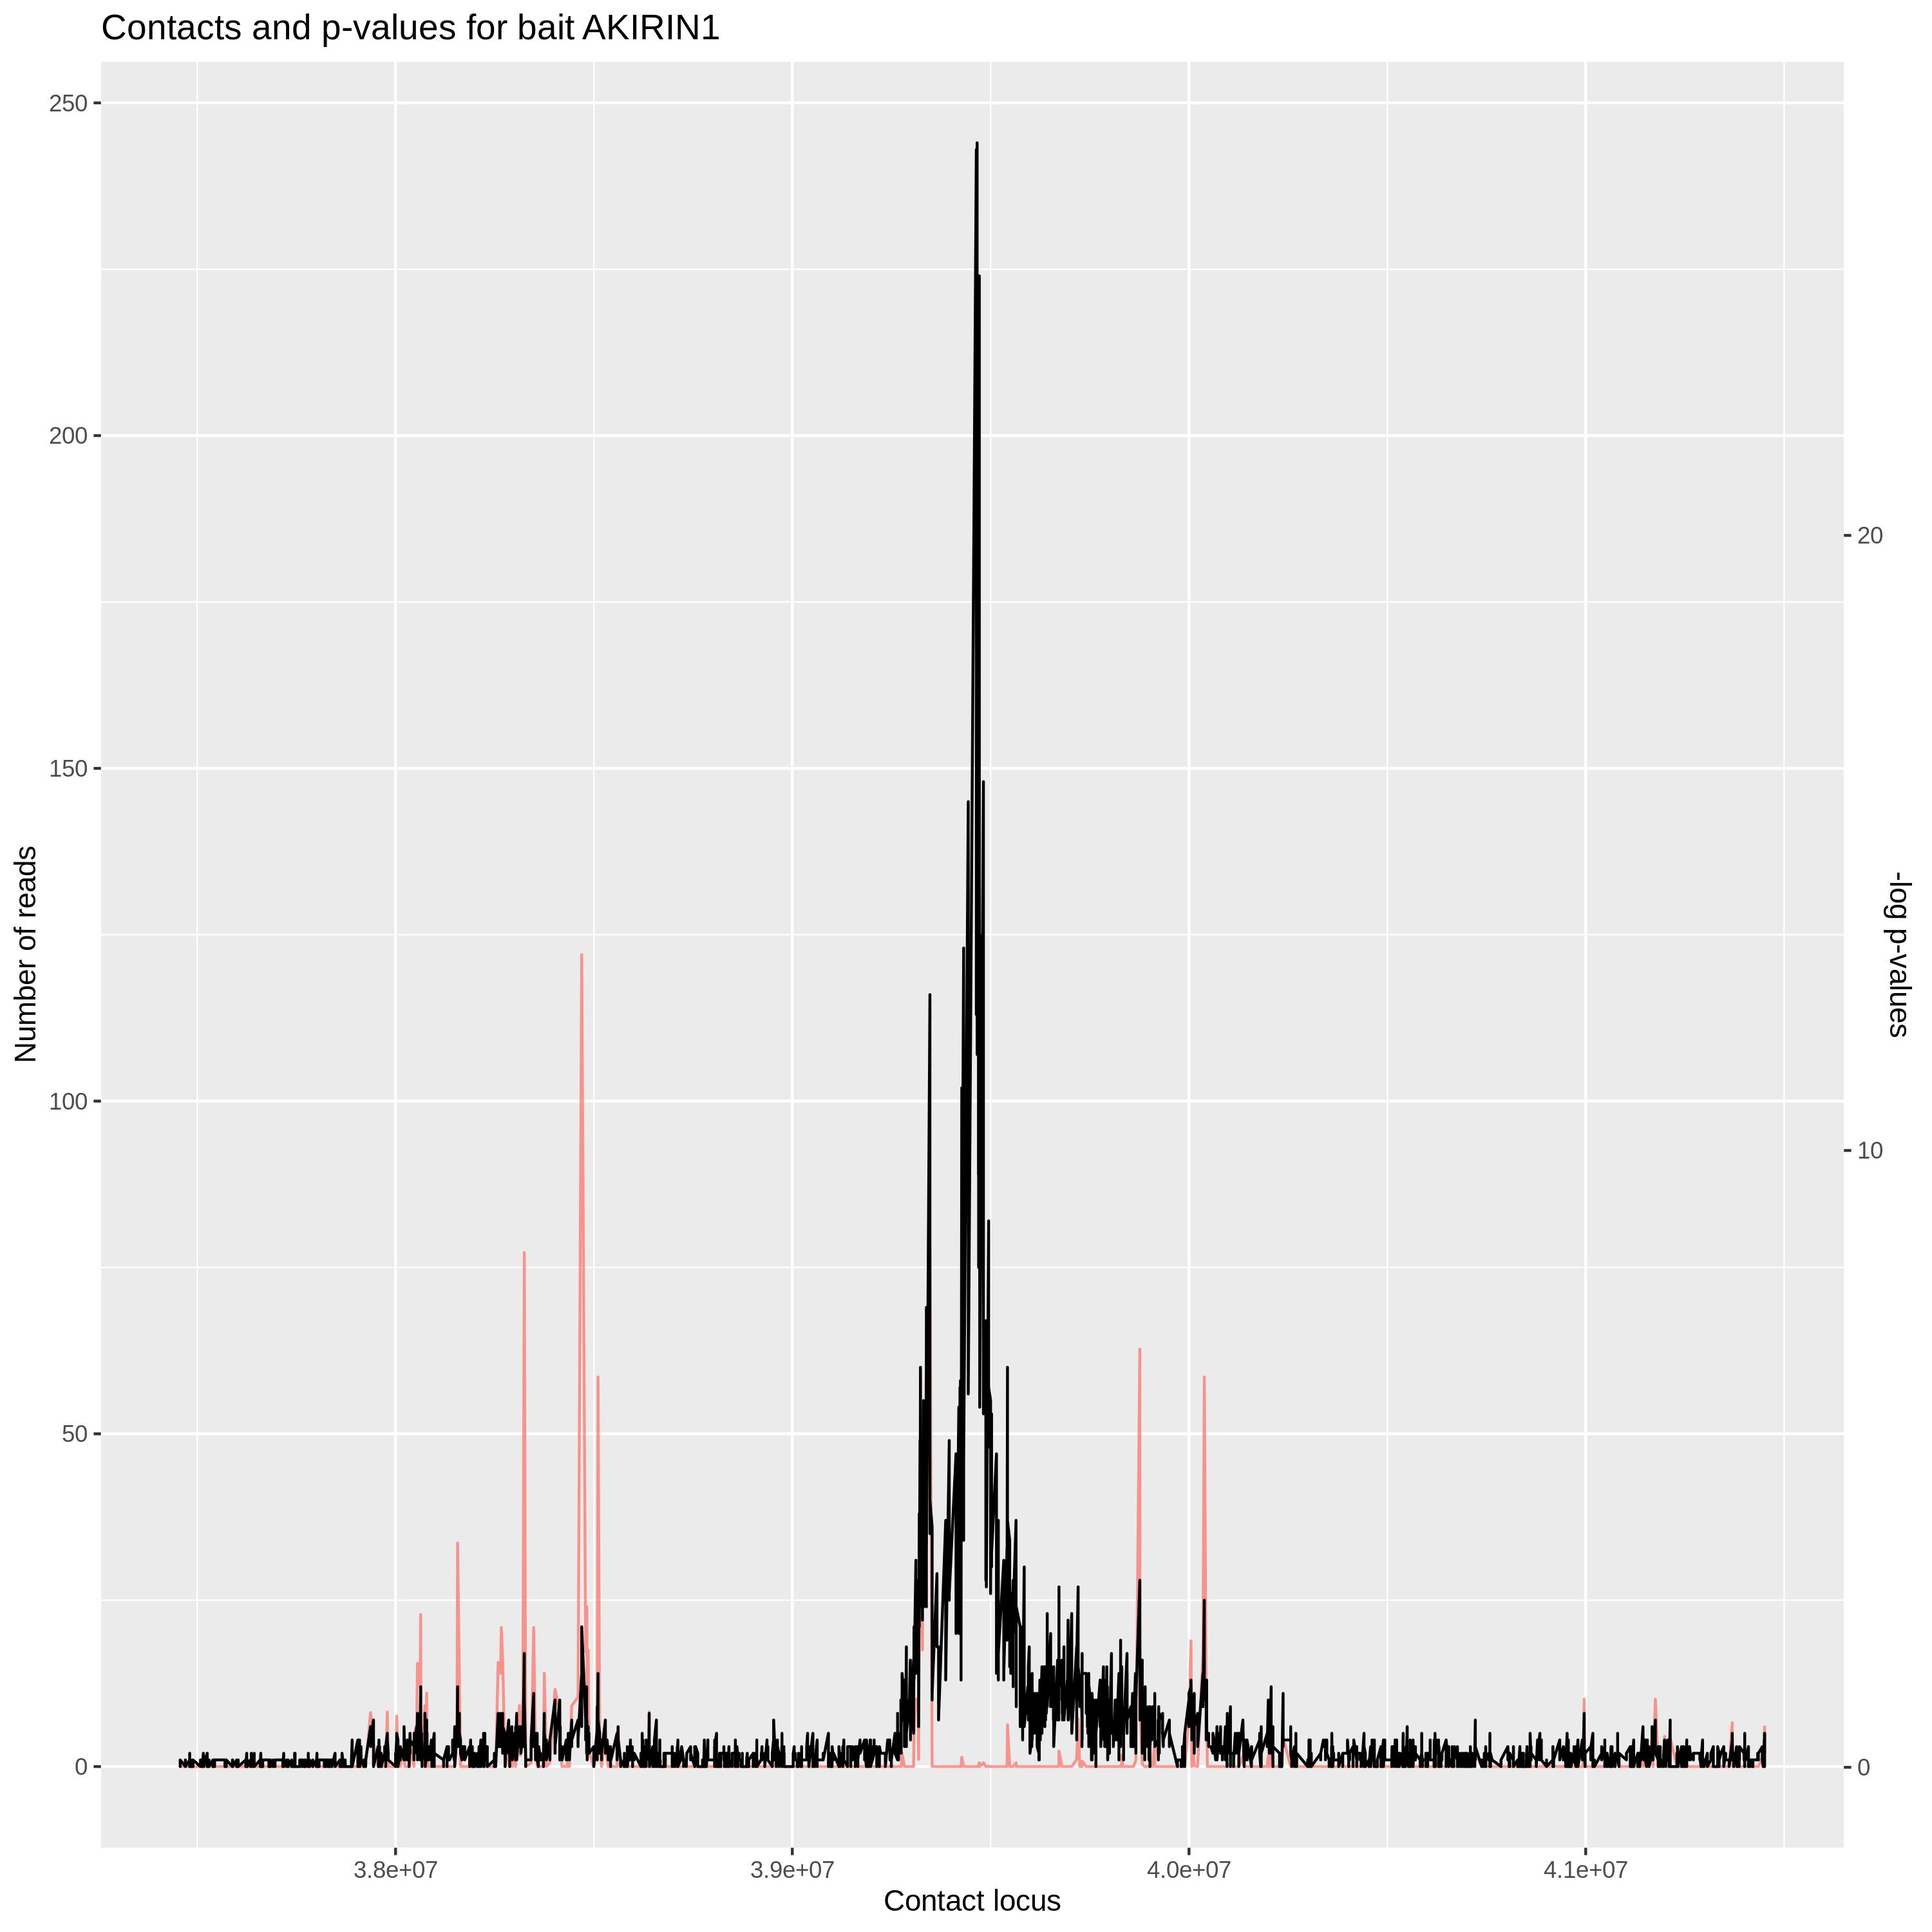 Contacts and p-values for bait AKIRIN1
250
200
150
100
50
0
Number of reads
20
10
0
-log p-values
3.8e+07
3.9e+07
4.0e+07
4.1e+07
Contact locus